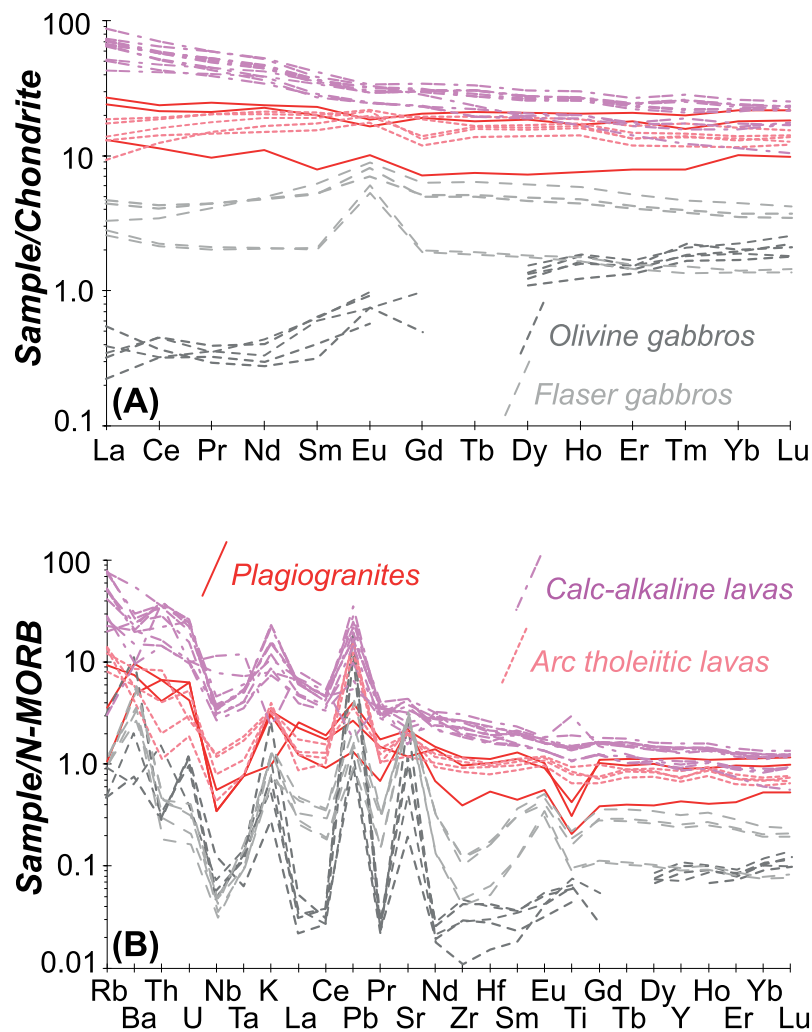 Sample/Chondrite
100
10
1.0
0.1
Olivine gabbros
Flaser gabbros
(A)
La Ce Pr Nd Sm Eu Gd Tb Dy Ho Er Tm Yb Lu
Sample/N-MORB
100
10
1.0
0.1
0.01
Plagiogranites
Calc-alkaline lavas
Arc tholeiitic lavas
(B)
Rb Th Nb K Ce Pr Nd Hf Eu Gd Dy Ho Yb
Ba U Ta La Pb Sr Zr Sm Ti Tb Y Er Lu